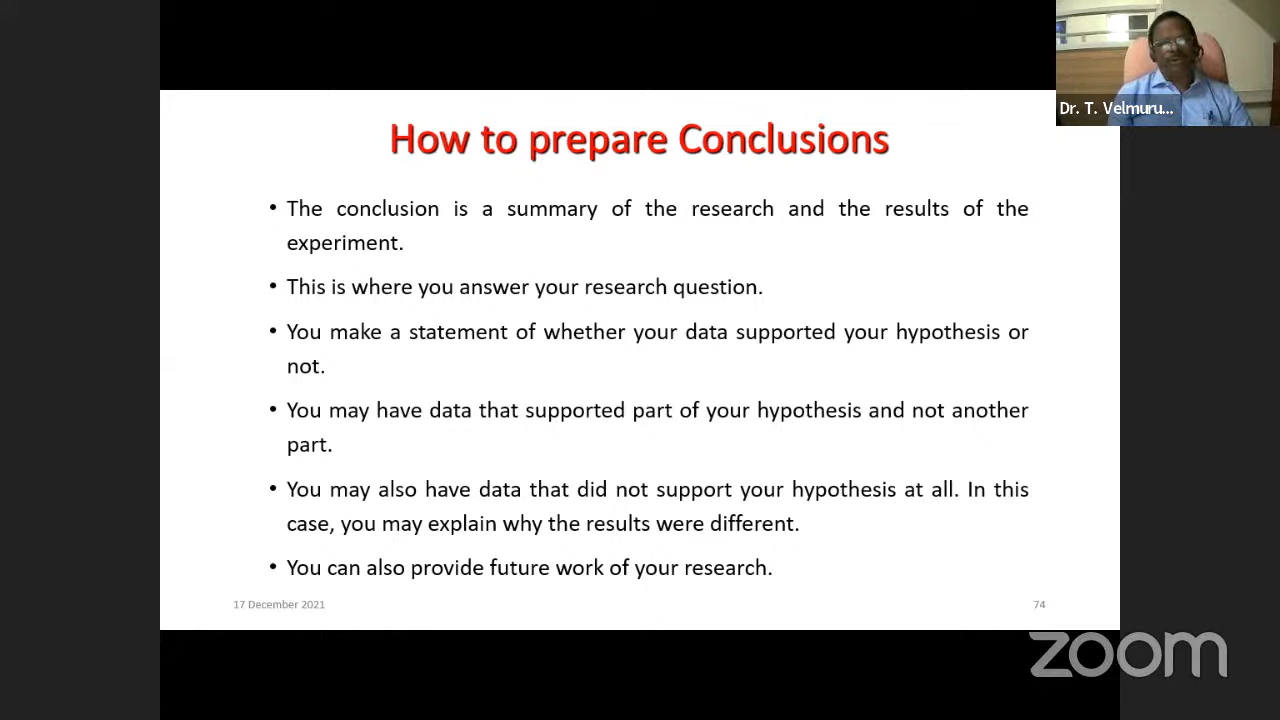 Dr. T. Velmuru...
How to prepare Conclusions
• The conclusion is a summary of the research and the results of the
experiment.
• This is where you answer your research question.
• You make a statement of whether your data supported your hypothesis or
not.
• You may have data that supported part of your hypothesis and not another
part.
• You may also have data that did not support your hypothesis at all. In this
case, you may explain why the results were different.
• You can also provide future work of your research.
17 December 2021
74
zoom